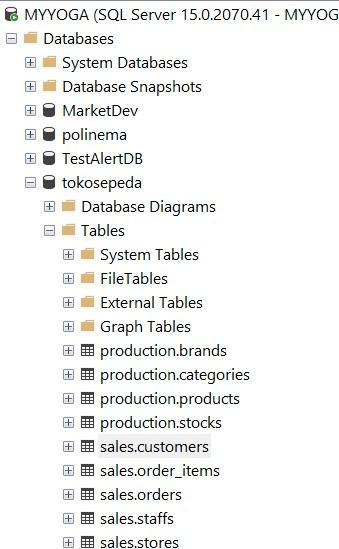 MYYOGA (SQL Server 15.0.2070.41 - MYYOG
Databases
System Databases
Database Snapshots
MarketDev
polinema
TestAlertDB
tokosepeda
Database Diagrams
Tables
System Tables
FileTables
External Tables
Graph Tables
production.brands
production.categories
production.products
production.stocks
sales.customers
sales.order_items
sales.orders
sales.staffs
sales.stores